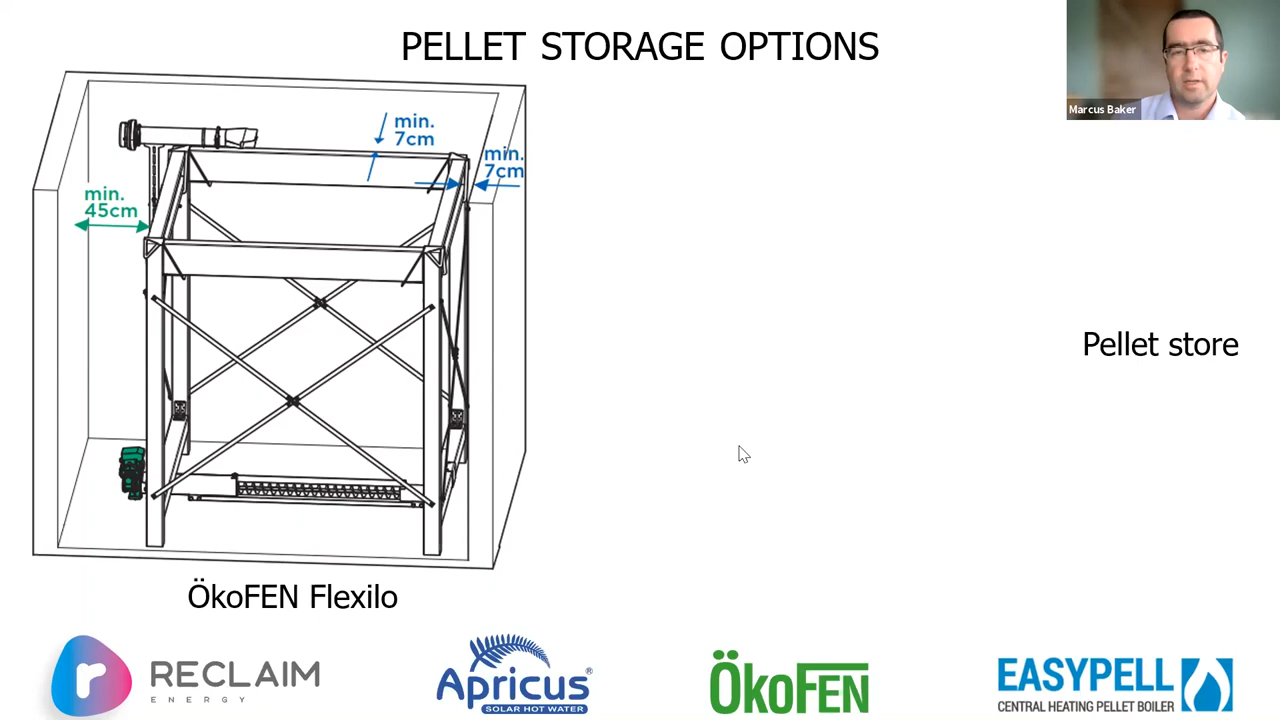 PELLET STORAGE OPTIONS
Marcus Baker
min.
7cm
min.
7cm
min.
45cm
Pellet store
ÖkoFEN Flexilo
r
RECLAIM
ENERGY
Apricus®
SOLAR HOT WATER
ÖkoFEN
EASYPELL
CENTRAL HEATING PELLET BOILER